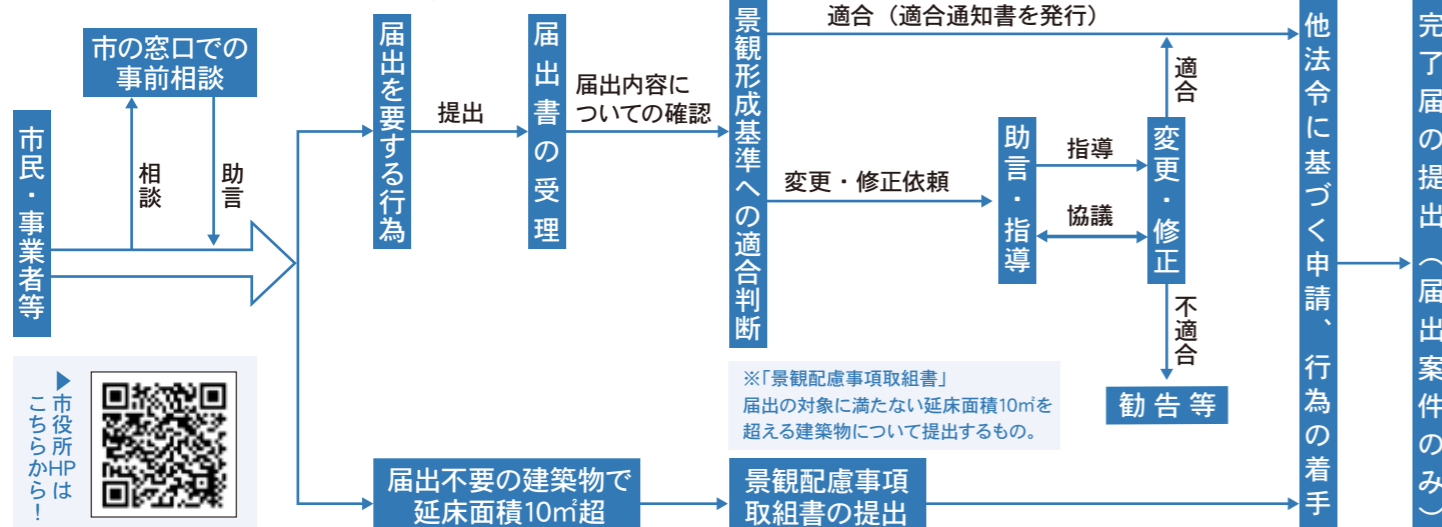 市民・事業者等
市の窓口での
事前相談
相談
助言
届出を要する行為
提出
届出書の受理
届出内容に
ついての確認
景観形成基準への適合判断
適合（適合通知書を発行）
変更・修正依頼
助言・指導
指導
協議
変更・修正
適合
不適合
勧告等
他法令に基づく申請、行為の着手
完了届の提出（届出案件のみ）
※「景観配慮事項取組書」
届出の対象に満たない延床面積10㎡を
超える建築物について提出するもの。
届出不要の建築物で
延床面積10㎡超
景観配慮事項
取組書の提出
▶市役所HPは
こちらから！